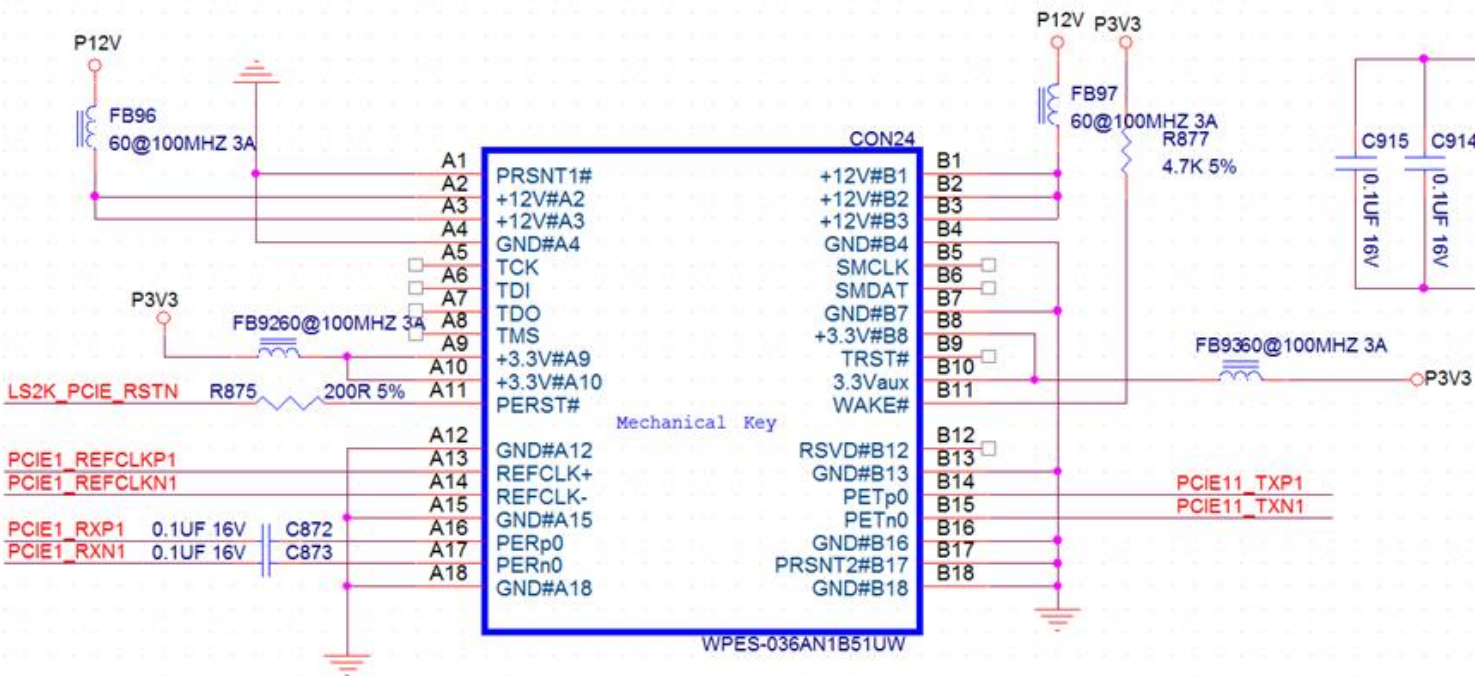 P12V
FB96
60@100MHZ 3A
P12V
P3V3
FB97
60@100MHZ 3A
R877
4.7K 5%
C915
0.1UF 16V
C914
0.1UF 16V
CON24
A1 PRSNT1# +12V#B1 B1
A2 +12V#A2 +12V#B2 B2
A3 +12V#A3 +12V#B3 B3
A4 GND#A4 GND#B4 B4
A5 TCK SMCLK B5
A6 TDI SMDAT B6
A7 TDO GND#B7 B7
A8 TMS +3.3V#B8 B8
A9 +3.3V#A9 TRST# B9
A10 +3.3V#A10 3.3Vaux B10
A11 PERST# WAKE# B11
Mechanical Key
A12 GND#A12 RSVD#B12 B12
A13 REFCLK+ GND#B13 B13
A14 REFCLK- PETp0 B14
A15 GND#A15 PETn0 B15
A16 PERp0 GND#B16 B16
A17 PERn0 PRSNT2#B17 B17
A18 GND#A18 GND#B18 B18
WPES-036AN1B51UW
P3V3
FB9260@100MHZ 3A
LS2K_PCIE_RSTN R875 200R 5%
PCIE1_REFCLKP1
PCIE1_REFCLKN1
PCIE1_RXP1 0.1UF 16V C872
PCIE1_RXN1 0.1UF 16V C873
FB9360@100MHZ 3A
P3V3
PCIE11_TXP1
PCIE11_TXN1